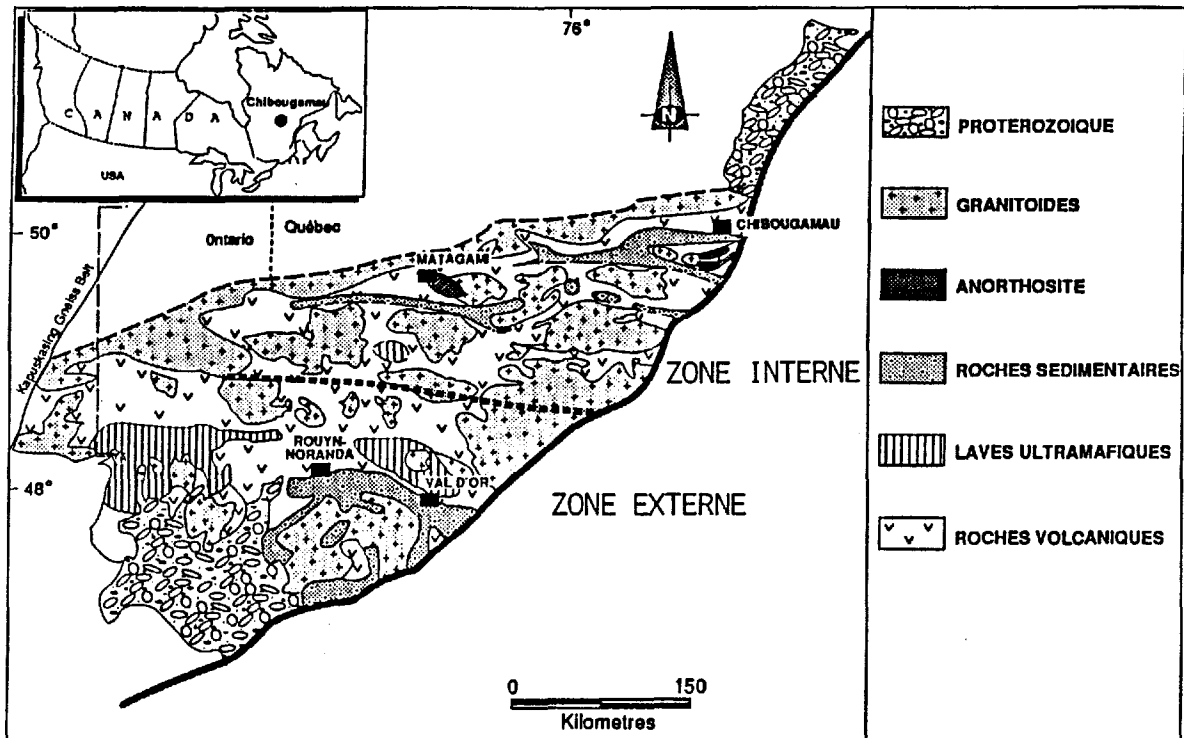 76°
Chibougamau
CANADA
USA
N
50°
Ontario
Québec
CHIBOUGAMAU
MATAGAMI
Kapuskasing Gneiss Belt
ZONE INTERNE
ROUYN-
NORANDA
48°
VAL D'OR
ZONE EXTERNE
0 150
Kilometres
PROTEROZOIQUE
GRANITOIDES
ANORTHOSITE
ROCHES SEDIMENTAIRES
LAVES ULTRAMAFIQUES
ROCHES VOLCANIQUES